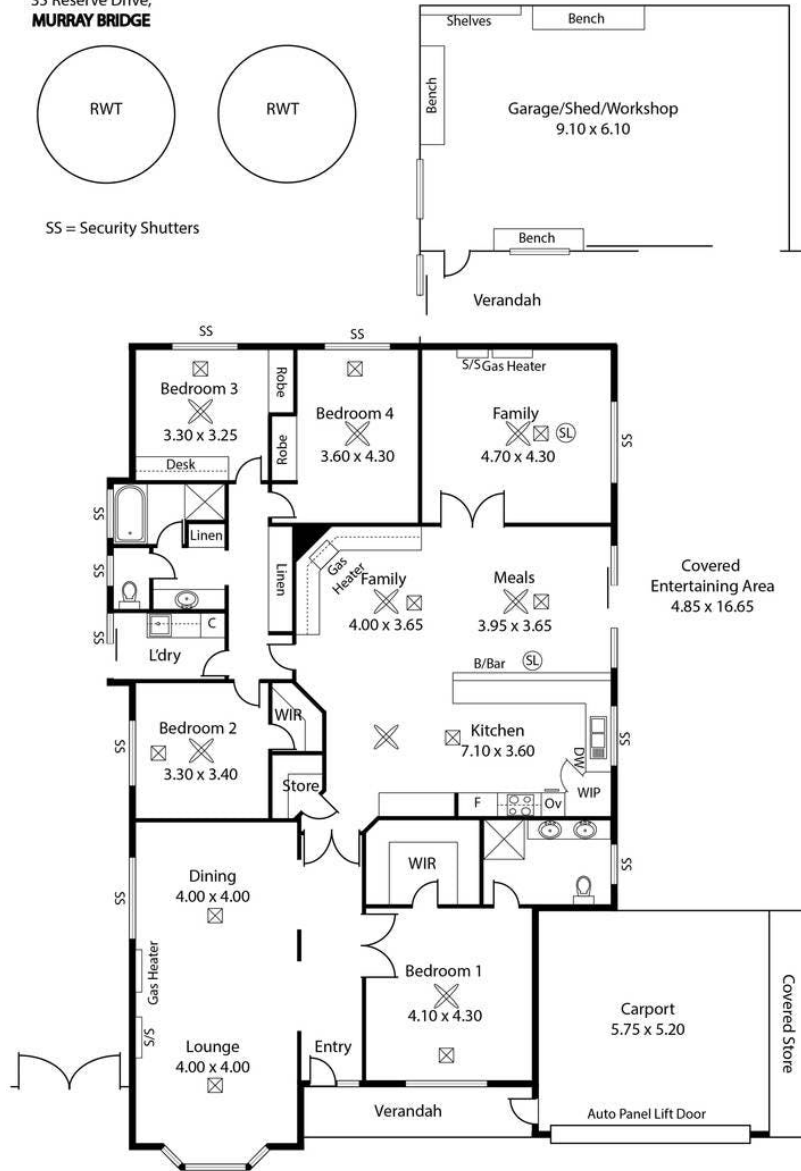 35 Reserve Drive,
MURRAY BRIDGE
RWT
RWT
SS = Security Shutters
Shelves
Bench
Bench
Garage/Shed/Workshop
9.10 x 6.10
Bench
Verandah
SS
SS
Bedroom 3
3.30 x 3.25
Desk
Robe
Robe
Bedroom 4
3.60 x 4.30
S/S
Gas Heater
Family
4.70 x 4.30
SL
SS
SS
Linen
SS
Linen
Gas
Heater
Family
4.00 x 3.65
Meals
3.95 x 3.65
Covered
Entertaining Area
4.85 x 16.65
SS
C
L'dry
B/Bar
SL
WIR
Bedroom 2
3.30 x 3.40
SS
Store
Kitchen
7.10 x 3.60
SS
DW
WIP
F
Ov
Dining
4.00 x 4.00
SS
WIR
SS
Gas Heater
S/S
Lounge
4.00 x 4.00
Entry
Bedroom 1
4.10 x 4.30
Carport
5.75 x 5.20
Covered Store
Verandah
Auto Panel Lift Door